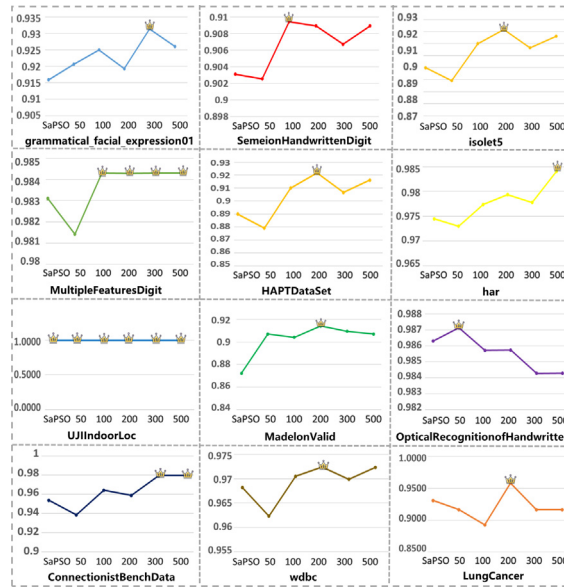 0.935
0.93
0.925
0.92
0.915
0.91
0.905
SaPSO 50 100 200 300 500
grammatical_facial_expression01
0.91
0.908
0.906
0.904
0.902
0.9
0.898
SaPSO 50 100 200 300 500
SemeionHandwrittenDigit
0.93
0.92
0.91
0.9
0.89
0.88
0.87
SaPSO 50 100 200 300 500
isolet5
0.985
0.984
0.983
0.982
0.981
0.98
SaPSO 50 100 200 300 500
MultipleFeaturesDigit
0.93
0.92
0.91
0.9
0.89
0.88
0.87
0.86
0.85
SaPSO 50 100 200 300 500
HAPTDataSet
0.985
0.98
0.975
0.97
0.965
SaPSO 50 100 200 300 500
har
1.0000
0.5000
0.0000
SaPSO 50 100 200 300 500
UJIIndoorLoc
0.92
0.9
0.88
0.86
0.84
SaPSO 50 100 200 300 500
MadelonValid
0.988
0.987
0.986
0.985
0.984
0.983
0.982
SaPSO 50 100 200 300 500
OpticalRecognitionofHandwritte
1
0.98
0.96
0.94
0.92
0.9
SaPSO 50 100 200 300 500
ConnectionistBenchData
0.975
0.97
0.965
0.96
0.955
SaPSO 50 100 200 300 500
wdbc
1.0000
0.9500
0.9000
0.8500
SaPSO 50 100 200 300 500
LungCancer